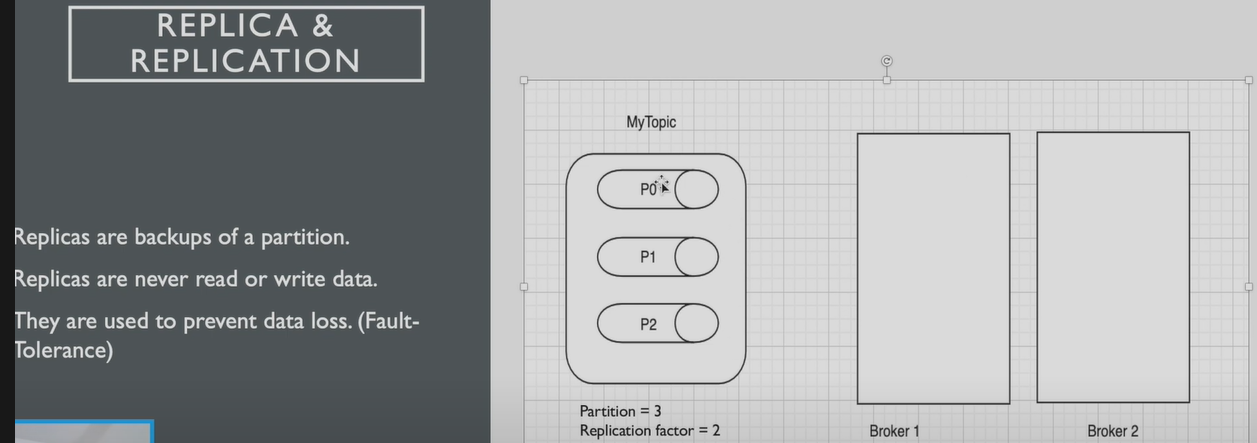 REPLICA &
REPLICATION
Replicas are backups of a partition.
Replicas are never read or write data.
They are used to prevent data loss. (Fault-
Tolerance)
MyTopic
P0
P1
P2
Partition = 3
Replication factor = 2
Broker 1
Broker 2